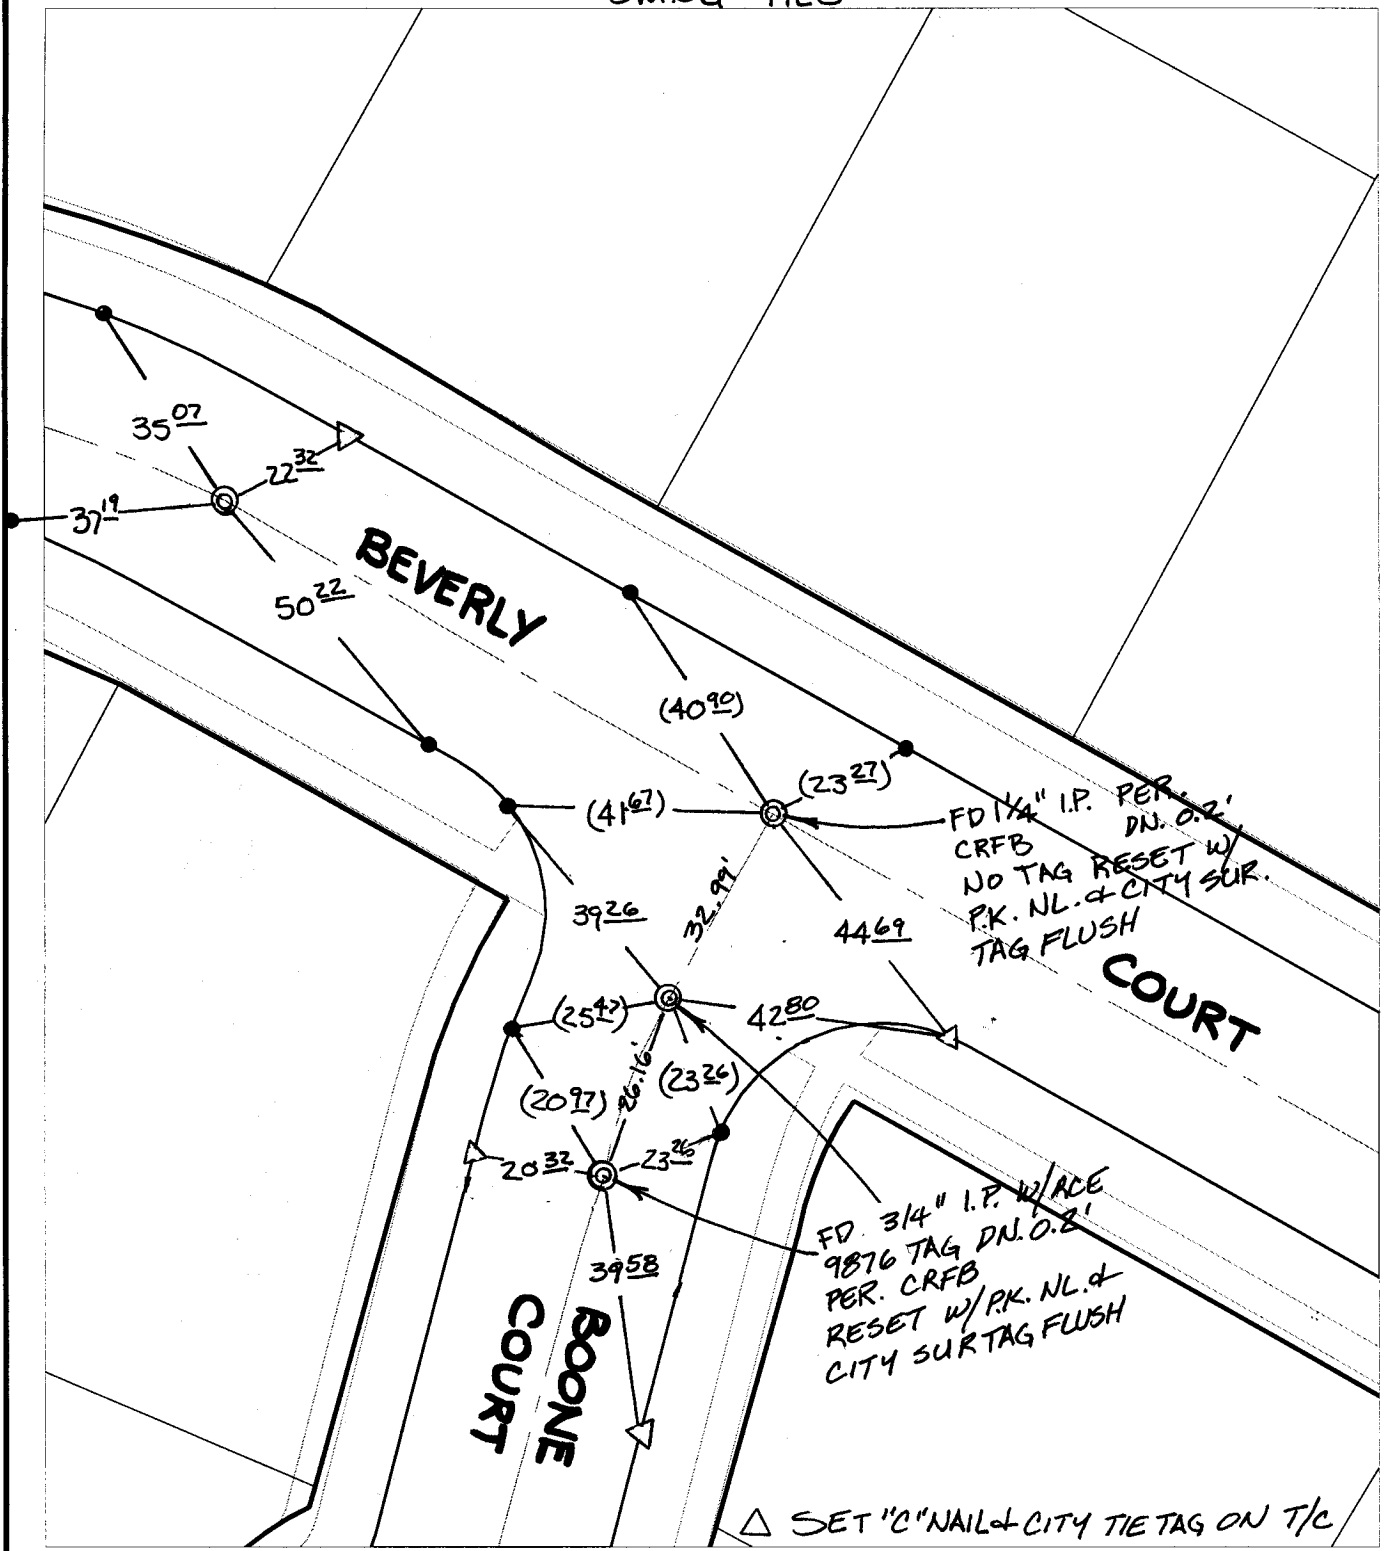 35 07
22 32
37 19
50 22
BEVERLY
(40 90)
(23 27)
(41 67)
FD 1¼" I.P. PER.
DN. 0.2'
CRFB
NO TAG RESET W/
P.K. NL. & CITY SUR.
TAG FLUSH
32.99'
39 26
44 69
COURT
(25 47)
42 80
26.16'
(23 26)
(20 97)
20 32
23 26
FD. 3/4" I.P. W/RCE
9876 TAG DN. 0.2'
PER. CRFB
RESET W/P.K. NL. &
CITY SUR TAG FLUSH
39 58
BOONE
COURT
△ SET "C" NAIL & CITY TIE TAG ON T/C